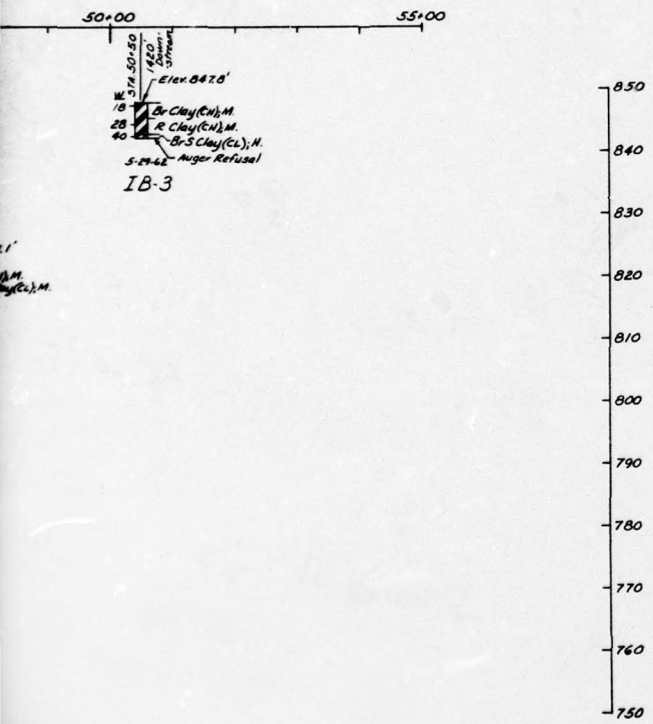 50+00 55+00
STA. 50+50
1420'
Down-
stream
Elev. 847.8'
W
18 Br Clay(CH); M.
28 R Clay(CH); M.
40 Br S Clay(CL); H.
5-29-62 Auger Refusal
IB-3
850
840
830
820
810
800
790
780
770
760
750
1'
); M.
(CL); M.